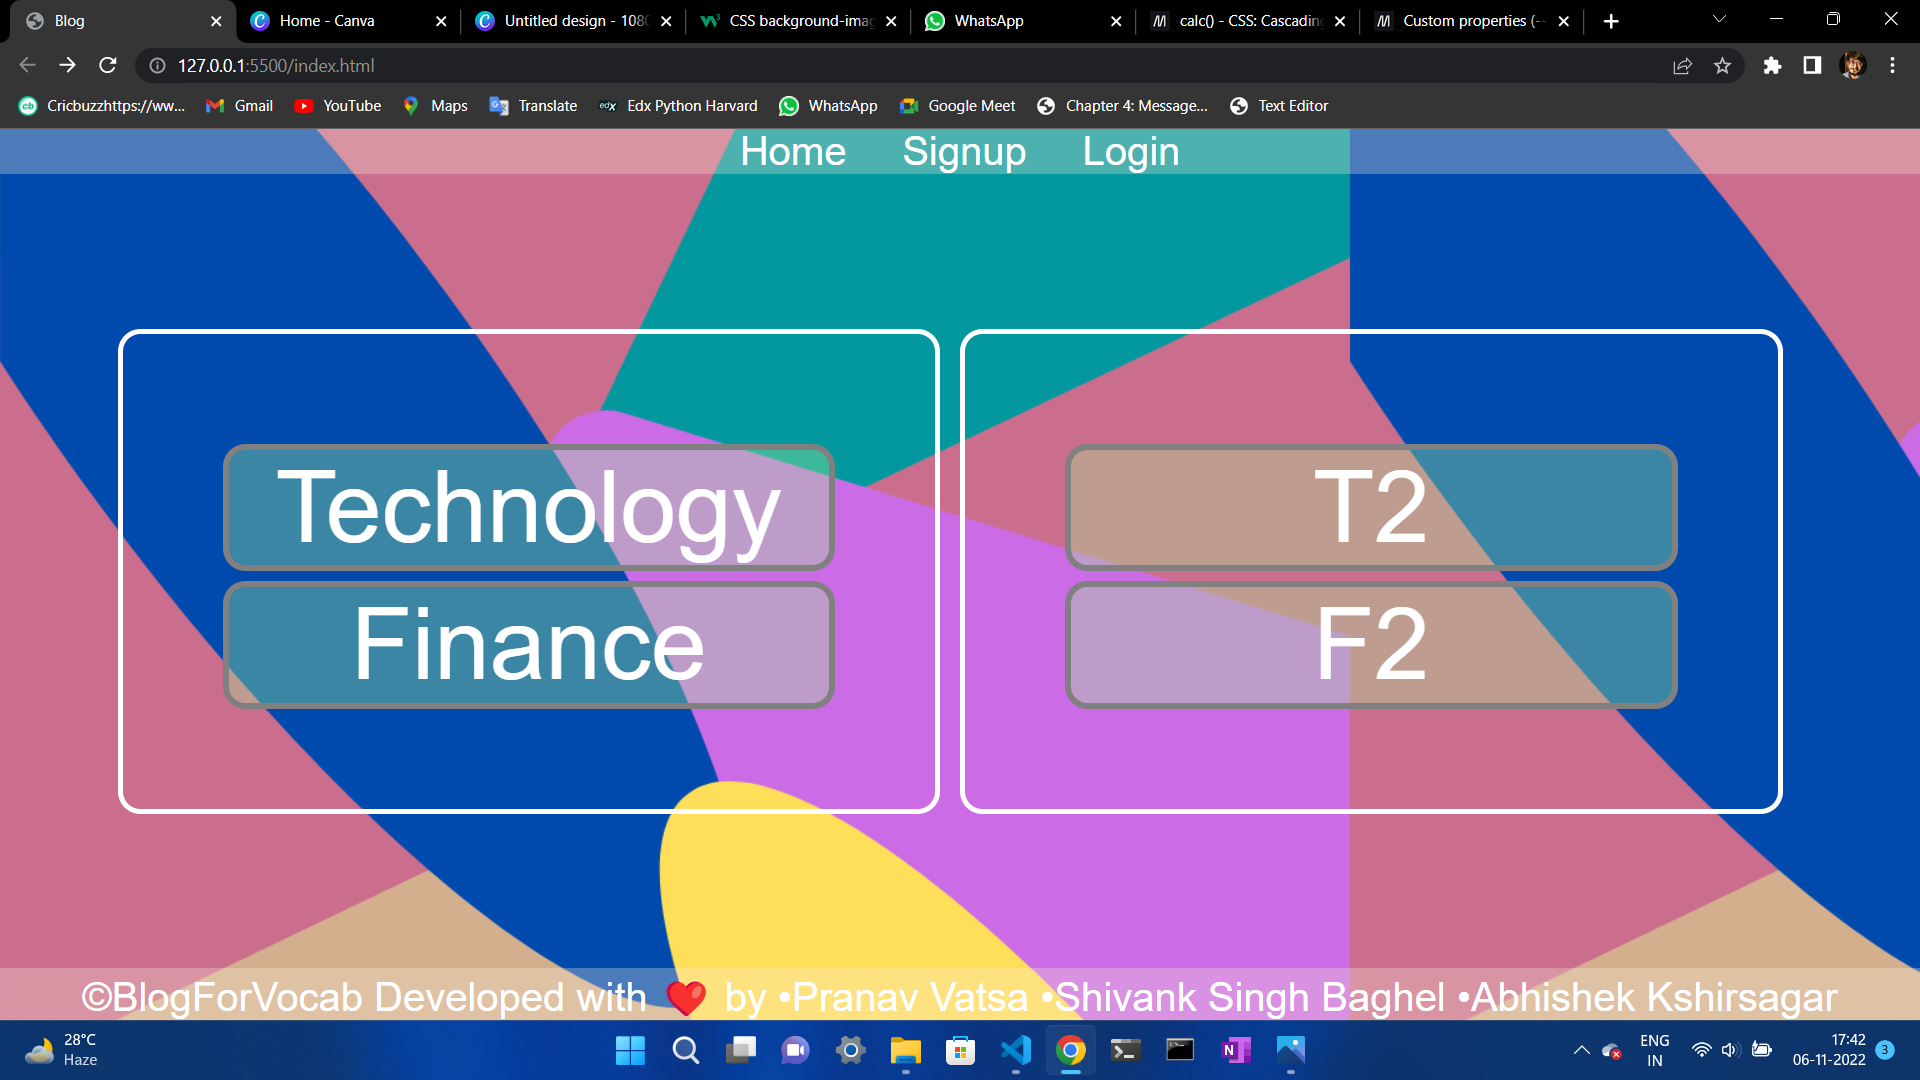 Blog
Home - Canva
Untitled design - 1080
CSS background-imag
WhatsApp
calc() - CSS: Cascadin
Custom properties (--
127.0.0.1:5500/index.html
Cricbuzzhttps://ww...
Gmail
YouTube
Maps
Translate
edx
Edx Python Harvard
WhatsApp
Google Meet
Chapter 4: Message...
Text Editor
Home
Signup
Login
Technology
Finance
T2
F2
©BlogForVocab Developed with ❤️ by •Pranav Vatsa •Shivank Singh Baghel •Abhishek Kshirsagar
28°C
Haze
ENG
IN
17:42
06-11-2022
3